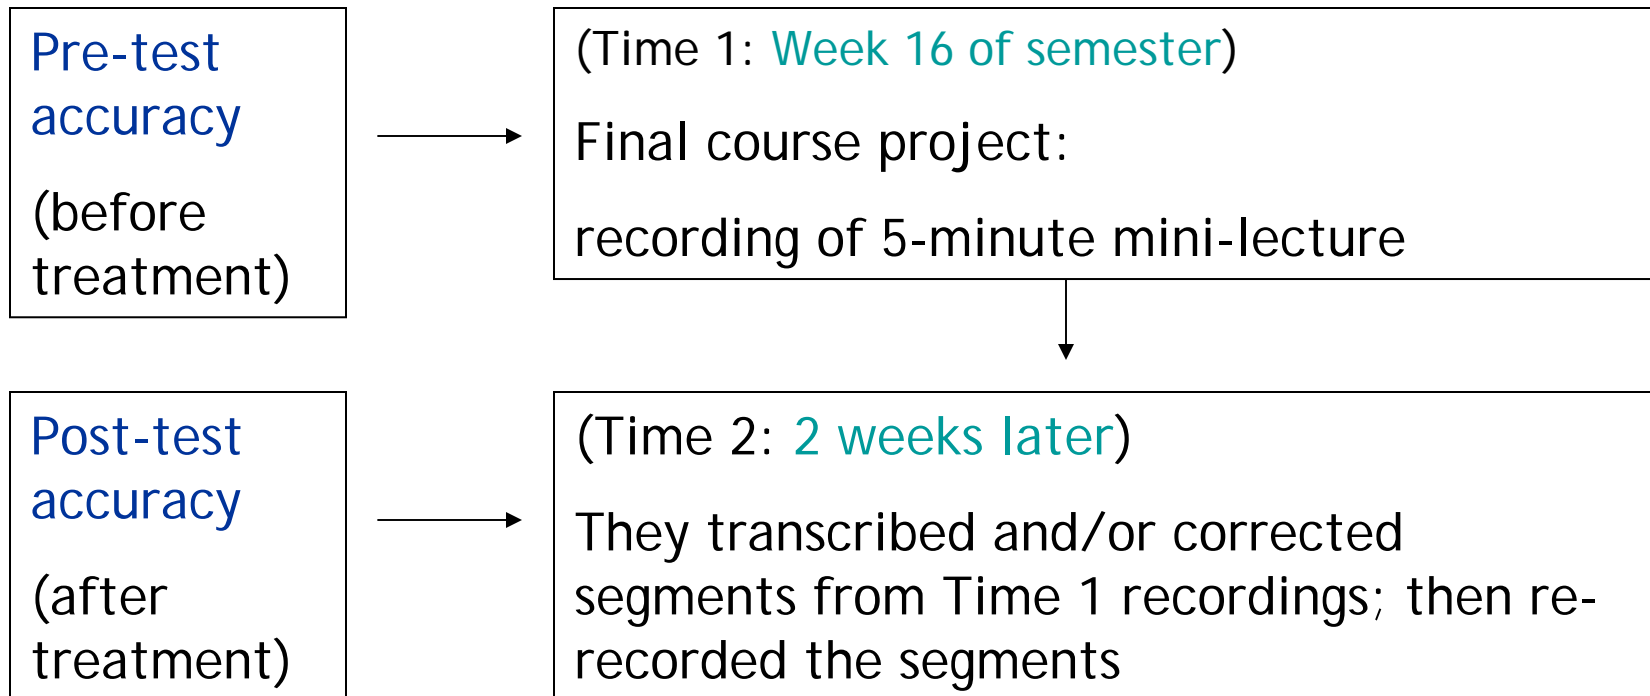 Pre-test
accuracy
(before
treatment)
(Time 1: Week 16 of semester)
Final course project:
recording of 5-minute mini-lecture
Post-test
accuracy
(after
treatment)
(Time 2: 2 weeks later)
They transcribed and/or corrected
segments from Time 1 recordings; then re-
recorded the segments